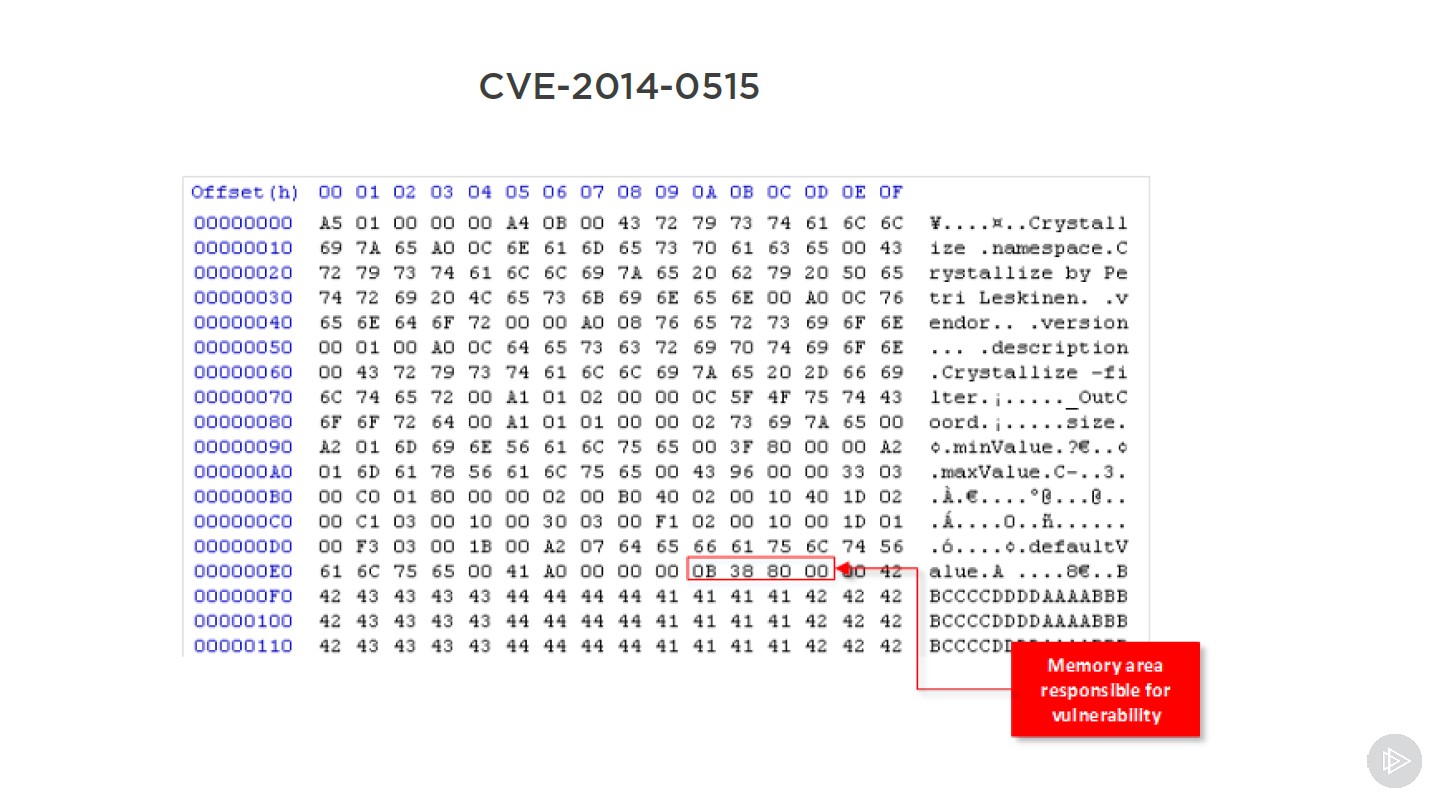 CVE-2014-0515
Offset(h) 00 01 02 03 04 05 06 07 08 09 0A 0B 0C 0D 0E 0F
00000000 A5 01 00 00 00 A4 0B 00 43 72 79 73 74 61 6C 6C ¥....¤..Crystall
00000010 69 7A 65 A0 0C 6E 61 6D 65 73 70 61 63 65 00 43 ize .namespace.C
00000020 72 79 73 74 61 6C 6C 69 7A 65 20 62 79 20 50 65 rystallize by Pe
00000030 74 72 69 20 4C 65 73 6B 69 6E 65 6E 00 A0 0C 76 tri Leskinen. .v
00000040 65 6E 64 6F 72 00 00 A0 08 76 65 72 73 69 6F 6E endor.. .version
00000050 00 01 00 A0 0C 64 65 73 63 72 69 70 74 69 6F 6E ... .description
00000060 00 43 72 79 73 74 61 6C 6C 69 7A 65 20 2D 66 69 .Crystallize -fi
00000070 6C 74 65 72 00 A1 01 02 00 00 0C 5F 4F 75 74 43 lter.¡....._OutC
00000080 6F 6F 72 64 00 A1 01 01 00 00 02 73 69 7A 65 00 oord.¡.....size.
00000090 A2 01 6D 69 6E 56 61 6C 75 65 00 3F 80 00 00 A2 ¢.minValue.?€..¢
000000A0 01 6D 61 78 56 61 6C 75 65 00 43 96 00 00 33 03 .maxValue.C–..3.
000000B0 00 C0 01 80 00 00 02 00 B0 40 02 00 10 40 1D 02 .À.€....°@...@..
000000C0 00 C1 03 00 10 00 30 03 00 F1 02 00 10 00 1D 01 .Á....0..ñ......
000000D0 00 F3 03 00 1B 00 A2 07 64 65 66 61 75 6C 74 56 .ó....¢.defaultV
000000E0 61 6C 75 65 00 41 A0 00 00 00 0B 38 80 00 00 42 alue.A ....8€..B
000000F0 42 43 43 43 43 44 44 44 44 41 41 41 41 42 42 42 BCCCCDDDDAAAABBB
00000100 42 43 43 43 43 44 44 44 44 41 41 41 41 42 42 42 BCCCCDDDDAAAABBB
00000110 42 43 43 43 43 44 44 44 44 41 41 41 41 42 42 42 BCCCCDDDDAAAABBB
Memory area
responsible for
vulnerability